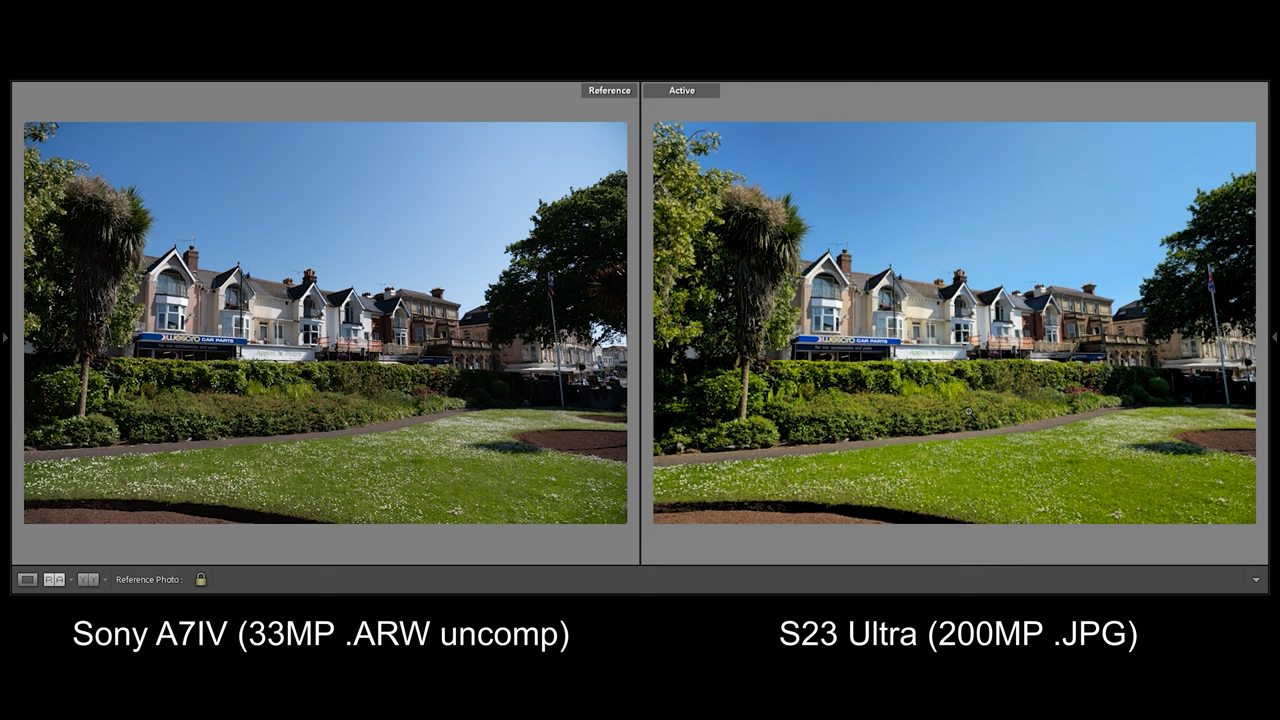 Reference
Active
CAR PARTS
CAR PARTS
R A
Y Y
Reference Photo :
Sony A7IV (33MP .ARW uncomp)
S23 Ultra (200MP .JPG)